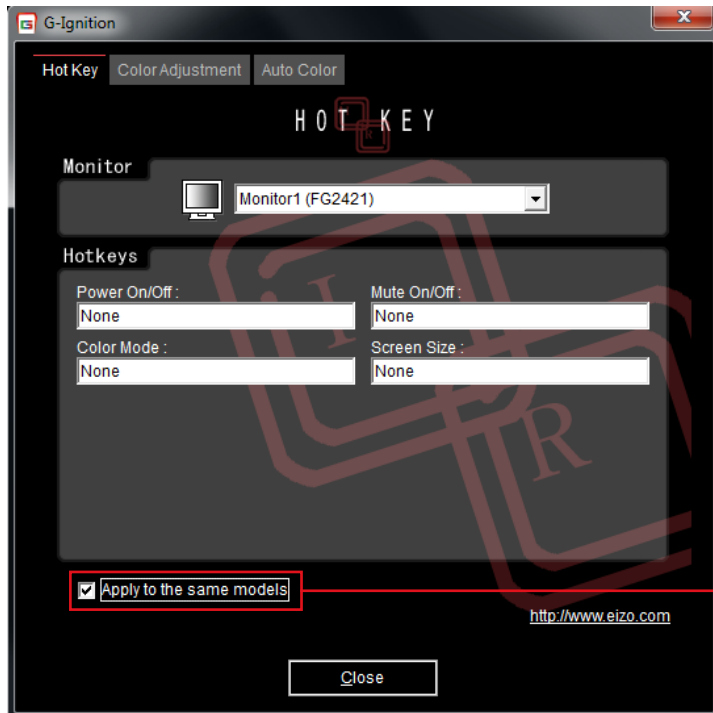 G-Ignition
Hot Key Color Adjustment Auto Color
HOT KEY
Monitor
Monitor1 (FG2421)
Hotkeys
Power On/Off : Mute On/Off :
None None
Color Mode : Screen Size :
None None
I
R
Apply to the same models
http://www.eizo.com
Close